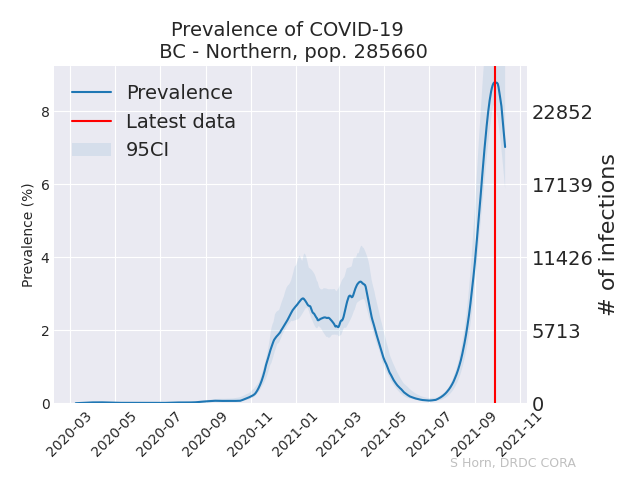 Prevalence of COVID-19
BC - Northern, pop. 285660
Prevalence
Latest data
95CI
Prevalence (%)
8
6
4
2
0
22852
17139
11426
5713
0
# of infections
2020-03
2020-05
2020-07
2020-09
2020-11
2021-01
2021-03
2021-05
2021-07
2021-09
2021-11
S Horn, DRDC CORA